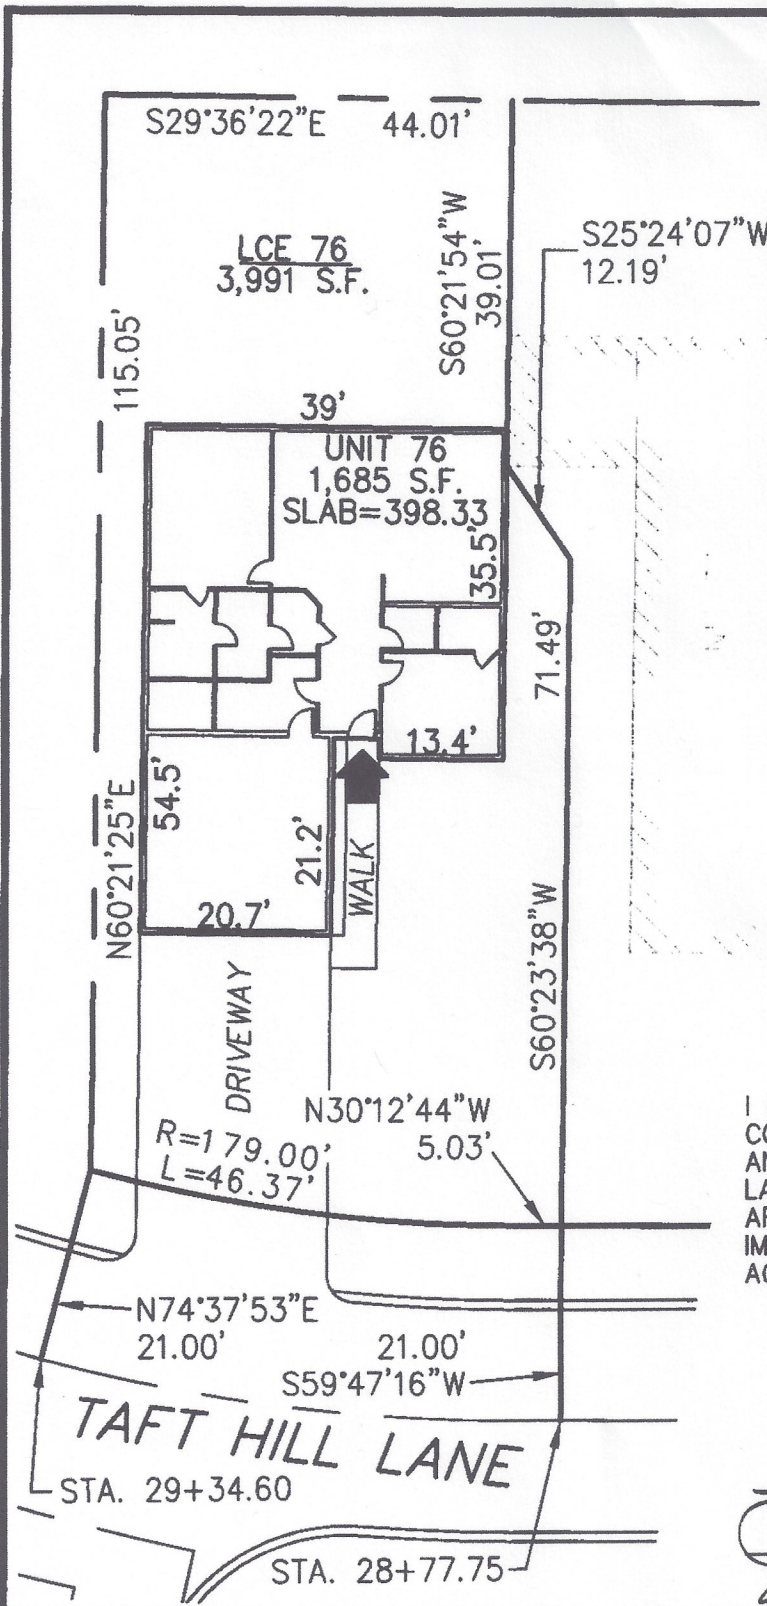 S29°36'22"E 44.01'
LCE 76
3,991 S.F.
S60°21'54"W
39.01'
S25°24'07"W
12.19'
115.05'
39'
UNIT 76
1,685 S.F.
SLAB=398.33
35.5'
71.49'
13.4'
54.5'
21.2'
20.7'
WALK
N60°21'25"E
S60°23'38"W
DRIVEWAY
N30°12'44"W
5.03'
R=179.00'
L=46.37'
I
N74°37'53"E
21.00'
21.00'
S59°47'16"W
TAFT HILL LANE
STA. 29+34.60
STA. 28+77.75